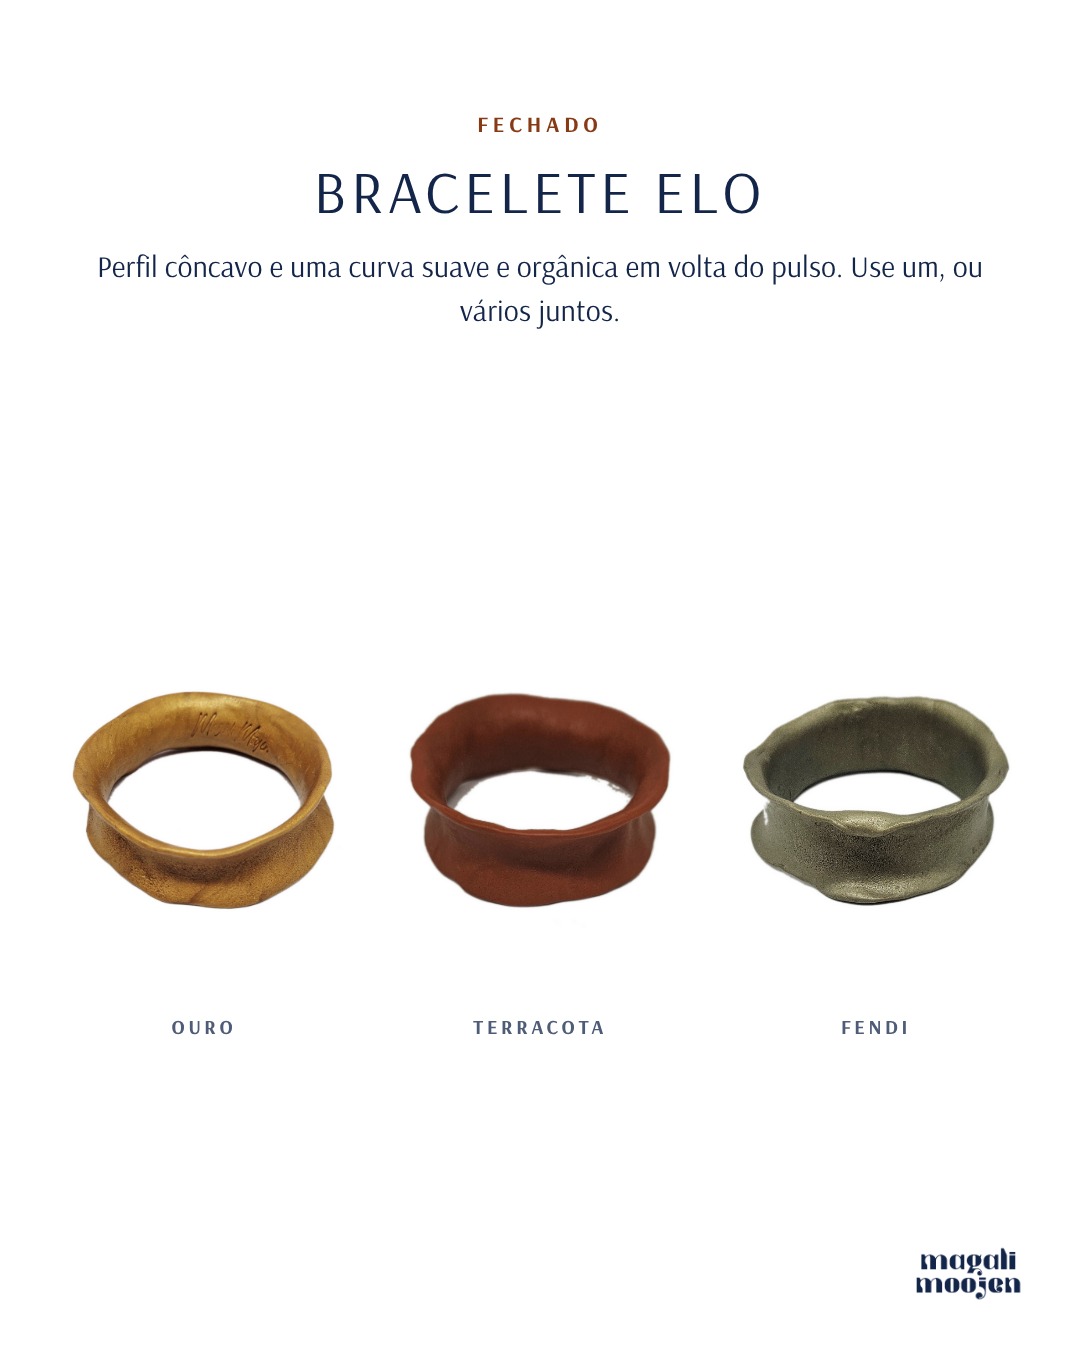 FECHADO
BRACELETE ELO
Perfil côncavo e uma curva suave e orgânica em volta do pulso. Use um, ou
vários juntos.
OURO
TERRACOTA
FENDI
magali
moojen